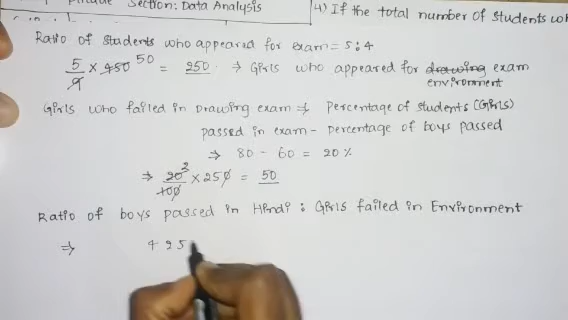 Section: Data Analysis
4) If the total number of students
Ratio of students who appeared for exam = 5:4
5/9 × 450 50 = 250 ⇒ Girls who appeared for drawing exam
environment
Girls who failed in Drawing exam ⇒ Percentage of students (Girls)
passed in exam - percentage of boys passed
⇒ 80 - 60 = 20 %
⇒ 20 2/100 × 250 = 50
Ratio of boys passed in Hindi : Girls failed in Environment
⇒ 425